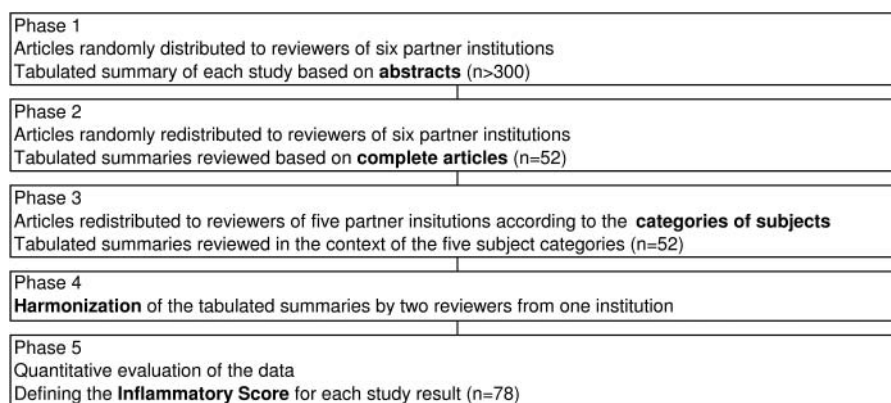 Phase 1
Articles randomly distributed to reviewers of six partner institutions
Tabulated summary of each study based on abstracts (n>300)
Phase 2
Articles randomly redistributed to reviewers of six partner institutions
Tabulated summaries reviewed based on complete articles (n=52)
Phase 3
Articles redistributed to reviewers of five partner insitutions according to the categories of subjects
Tabulated summaries reviewed in the context of the five subject categories (n=52)
Phase 4
Harmonization of the tabulated summaries by two reviewers from one institution
Phase 5
Quantitative evaluation of the data
Defining the Inflammatory Score for each study result (n=78)